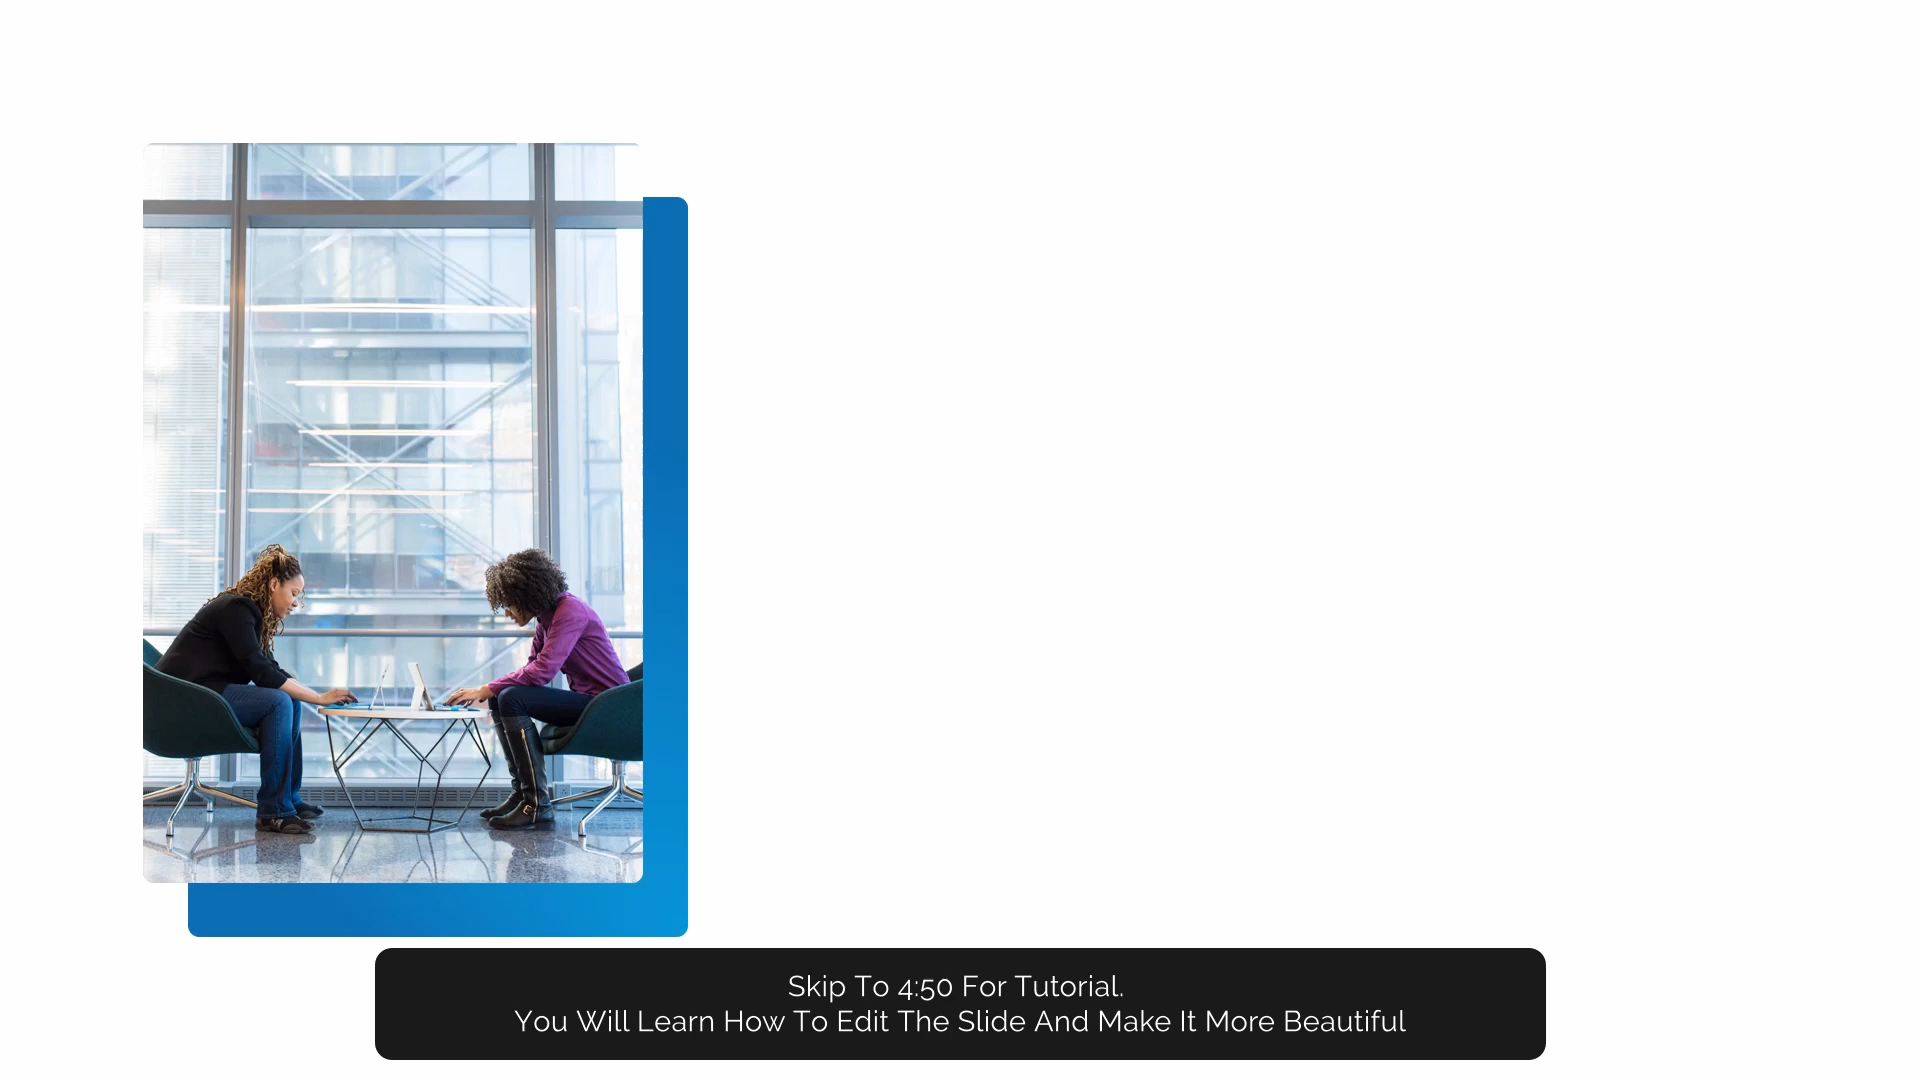 Skip To 4:50 For Tutorial.
You Will Learn How To Edit The Slide And Make It More Beautiful